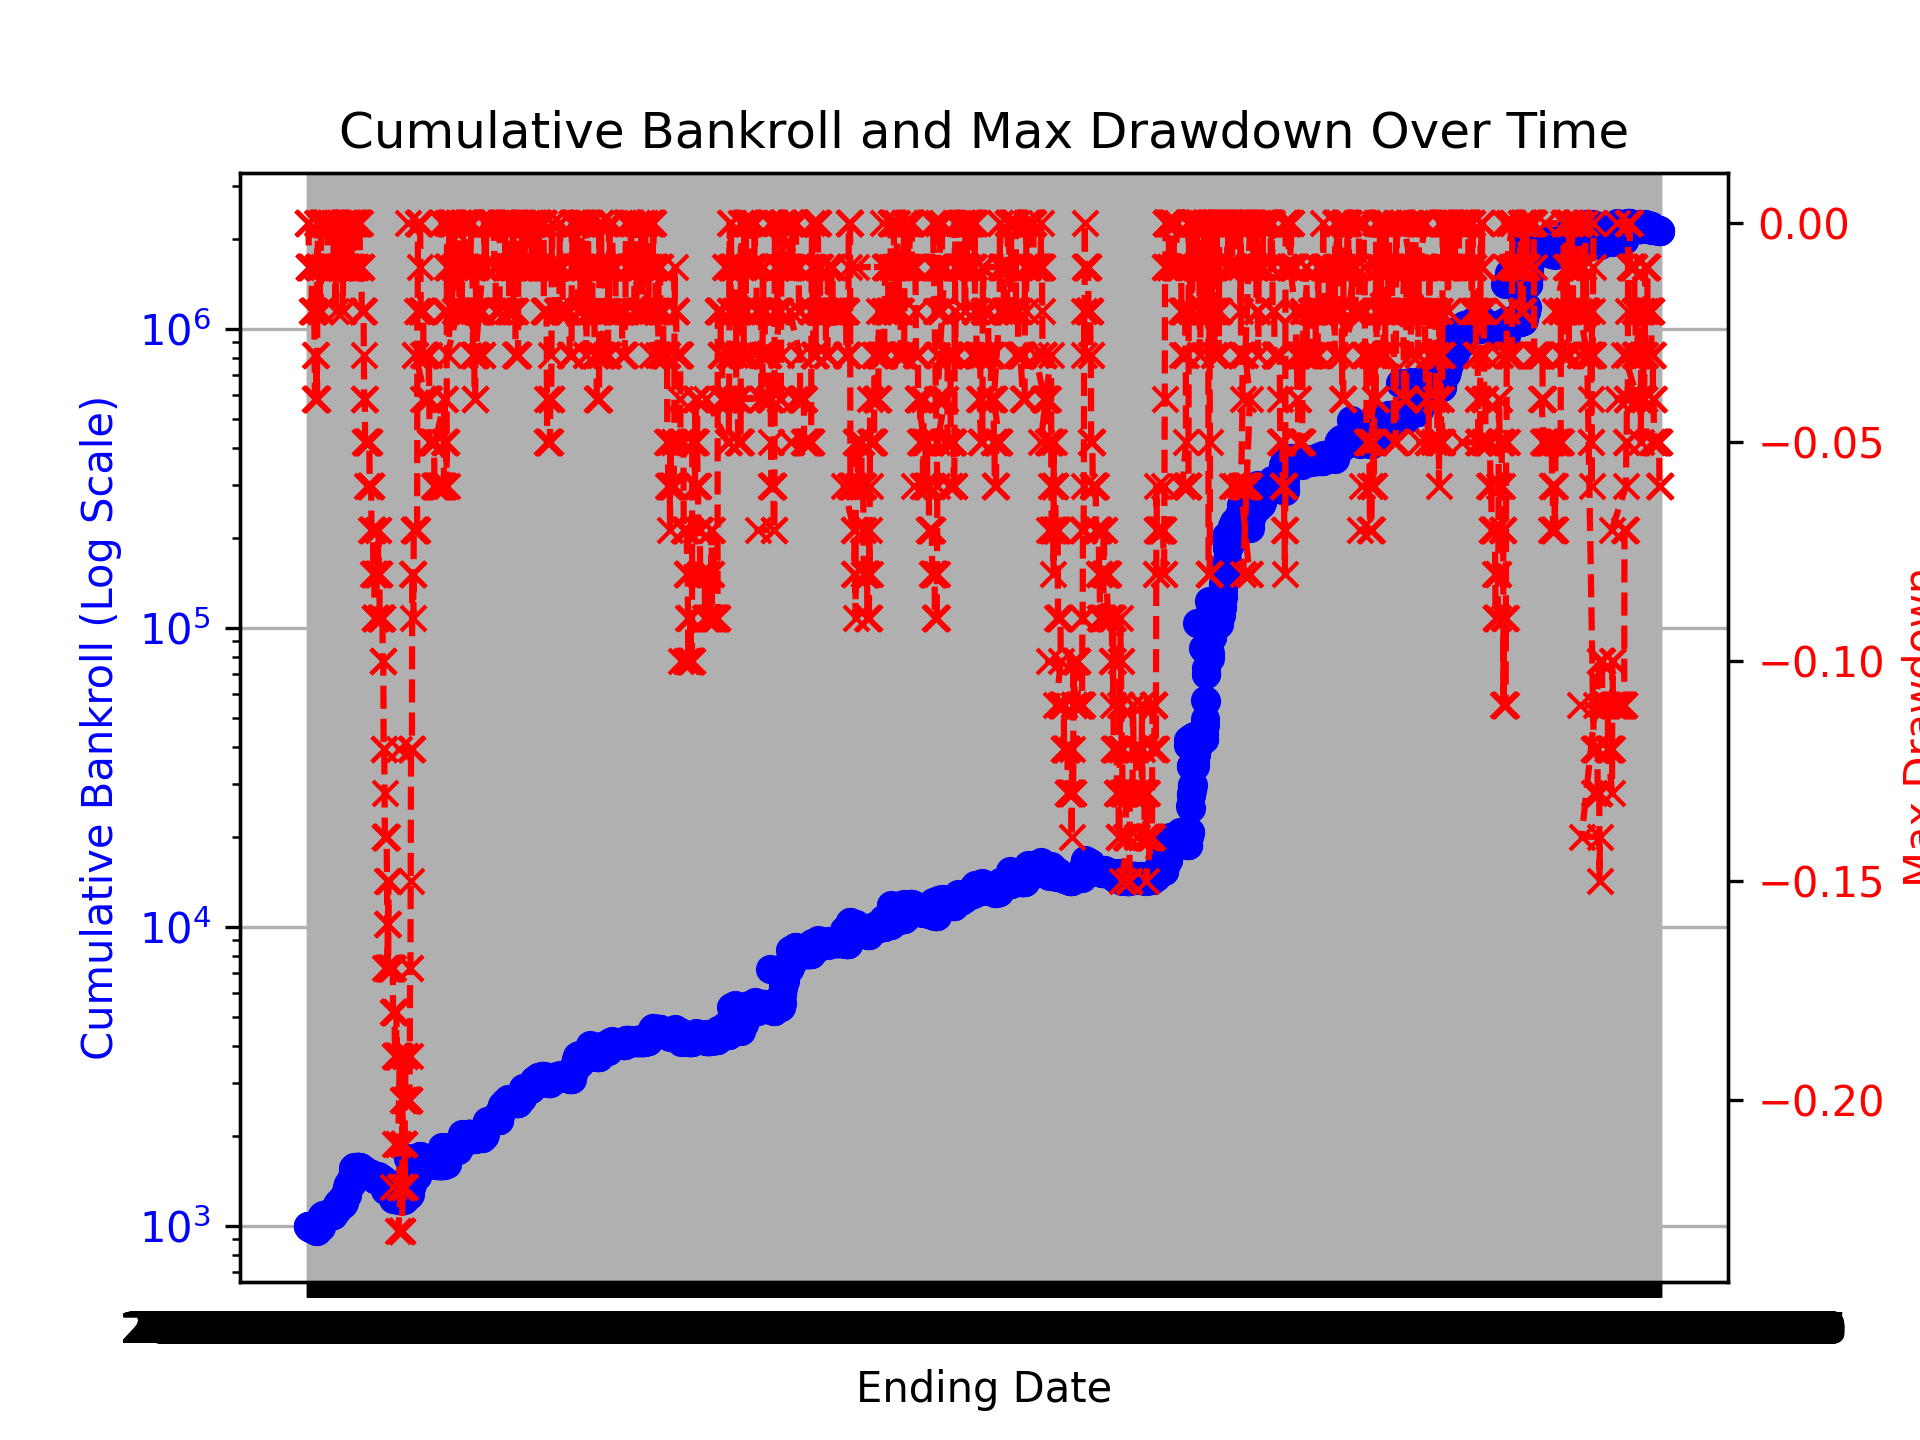 Cumulative Bankroll and Max Drawdown Over Time
Cumulative Bankroll (Log Scale)
10⁶
10⁵
10⁴
10³
0.00
−0.05
−0.10
−0.15
−0.20
Max Drawdown
Ending Date